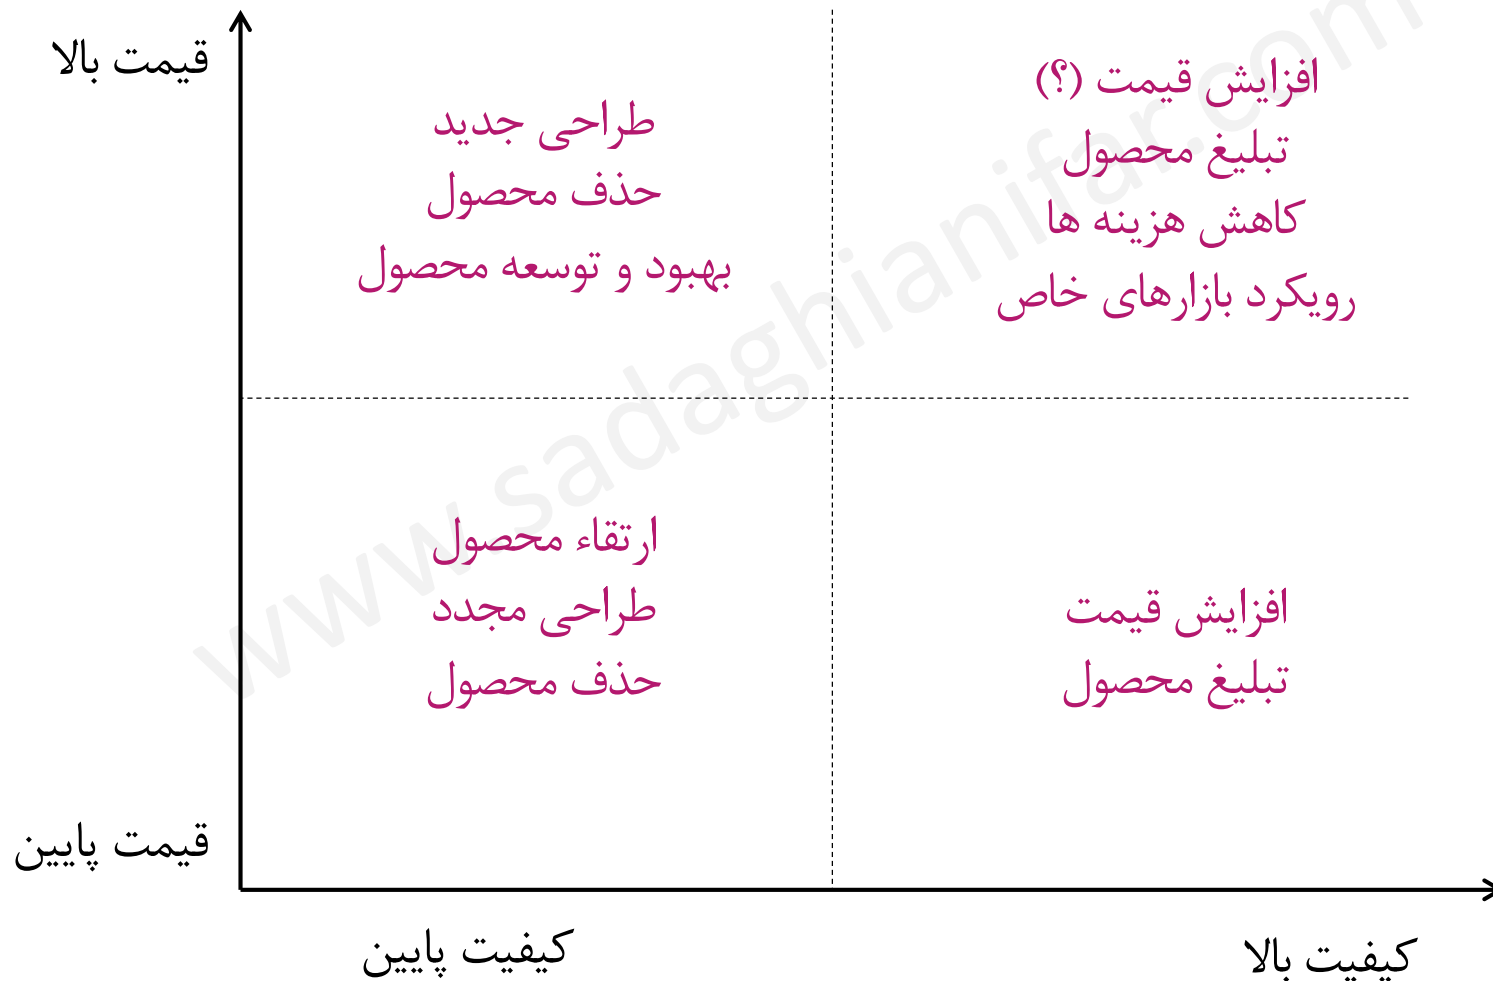 قیمت بالا
افزایش قیمت (؟)
تبلیغ محصول
کاهش هزینه ها
رویکرد بازارهای خاص
طراحی جدید
حذف محصول
بهبود و توسعه محصول
افزایش قیمت
تبلیغ محصول
ارتقاء محصول
طراحی مجدد
حذف محصول
قیمت پایین
کیفیت بالا
کیفیت پایین
www.sadaghianifar.com